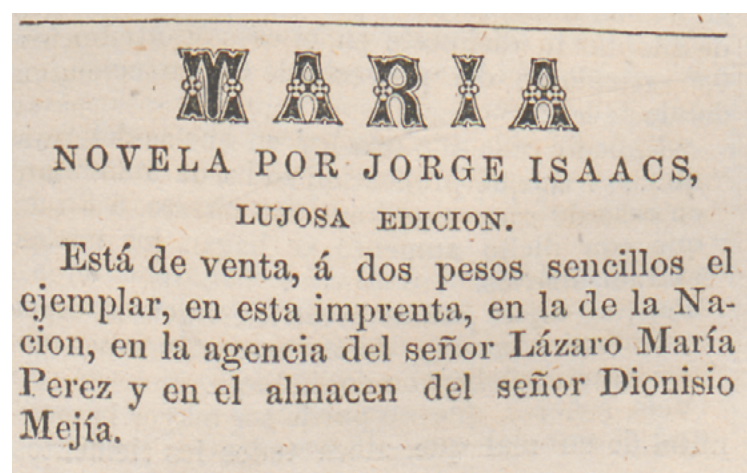 MARIA
NOVELA POR JORGE ISAACS,
LUJOSA EDICION.
Está de venta, á dos pesos sencillos el
ejemplar, en esta imprenta, en la de la Na-
cion, en la agencia del señor Lázaro María
Perez y en el almacen del señor Dionisio
Mejía.